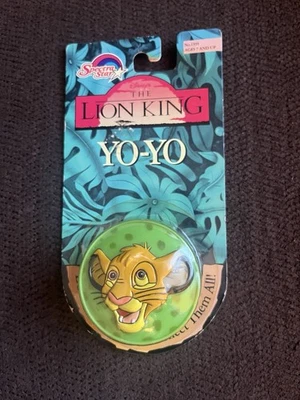 Spectra
Star
Disney's
THE
LION KING
YO-YO
Them All!